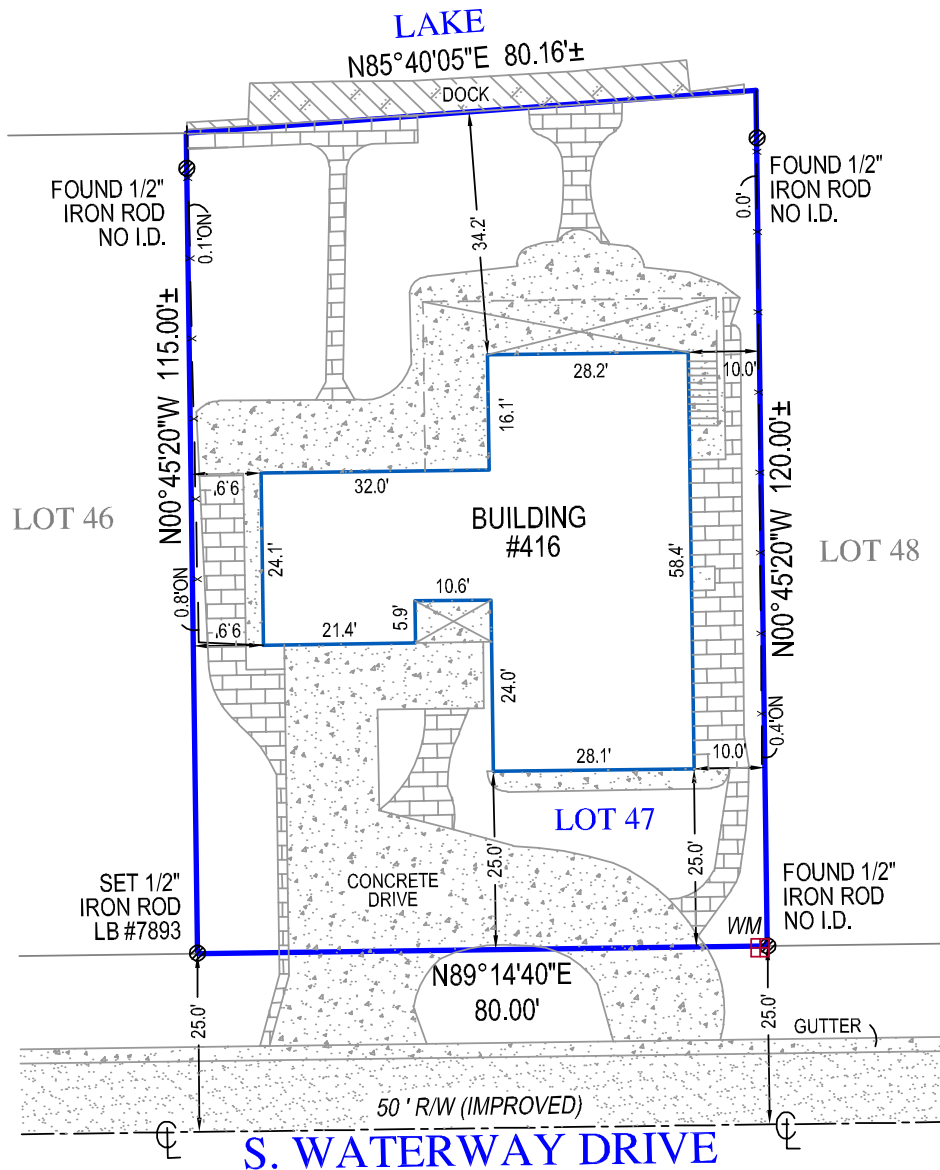 LAKE
N85°40'05"E 80.16'±
DOCK
FOUND 1/2"
IRON ROD
NO I.D.
FOUND 1/2"
IRON ROD
NO I.D.
0.1'ON
0.0'
34.2'
N00°45'20"W 115.00'±
28.2'
10.0'
16.1'
N00°45'20"W 120.00'±
9.9'
32.0'
LOT 46
BUILDING
#416
LOT 48
24.1'
58.4'
0.8'ON
10.6'
5.9'
9.9'
21.4'
24.0'
0.4'ON
28.1'
10.0'
LOT 47
25.0'
25.0'
SET 1/2"
IRON ROD
LB #7893
CONCRETE
DRIVE
FOUND 1/2"
IRON ROD
NO I.D.
WM
N89°14'40"E
80.00'
25.0'
25.0'
GUTTER
50 ' R/W (IMPROVED)
CL
CL
S. WATERWAY DRIVE